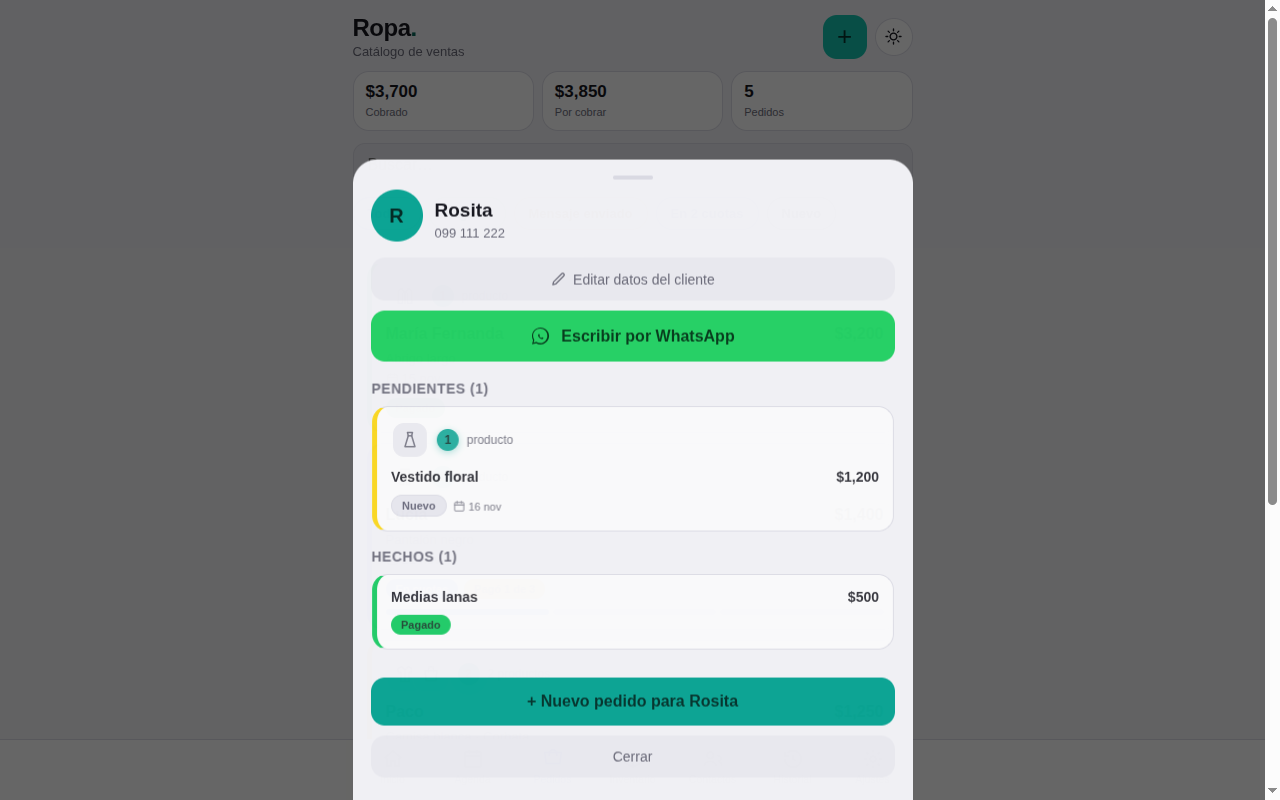 Ropa.
Catálogo de ventas
+
$3,700
Cobrado
$3,850
Por cobrar
5
Pedidos
R
Rosita
099 111 222
Editar datos del cliente
Escribir por WhatsApp
PENDIENTES (1)
1 producto
Vestido floral $1,200
Nuevo 16 nov
HECHOS (1)
Medias lanas $500
Pagado
+ Nuevo pedido para Rosita
Cerrar